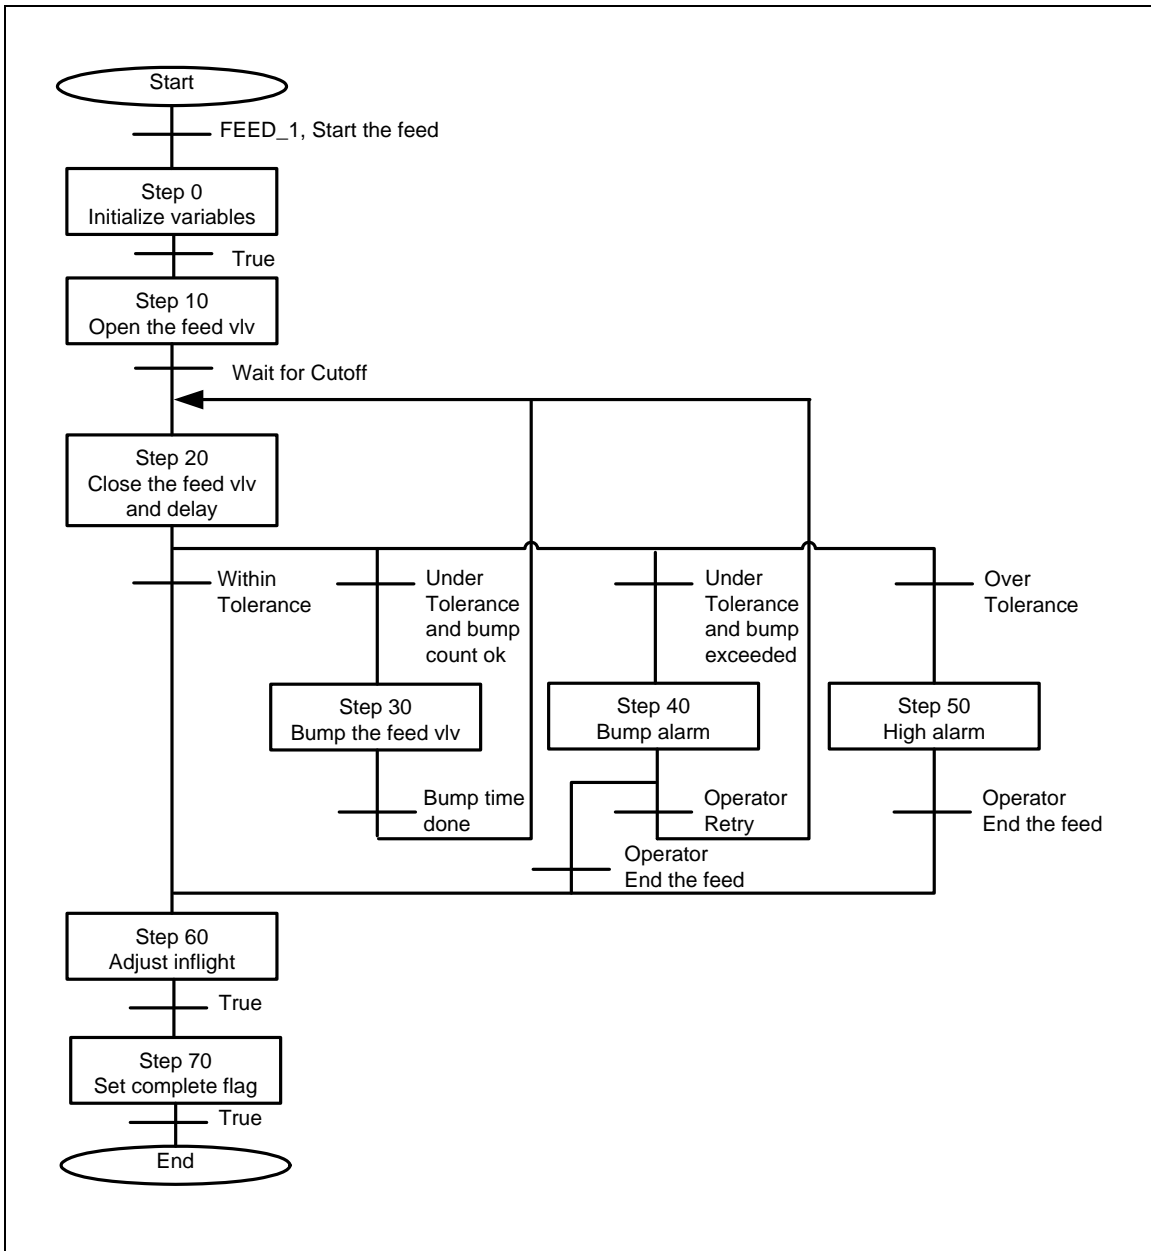 Start
FEED_1, Start the feed
Step 0
Initialize variables
True
Step 10
Open the feed vlv
Wait for Cutoff
Step 20
Close the feed vlv
and delay
Within
Tolerance
Under
Tolerance
and bump
count ok
Under
Tolerance
and bump
exceeded
Over
Tolerance
Step 30
Bump the feed vlv
Step 40
Bump alarm
Step 50
High alarm
Bump time
done
Operator
Retry
Operator
End the feed
Operator
End the feed
Step 60
Adjust inflight
True
Step 70
Set complete flag
True
End